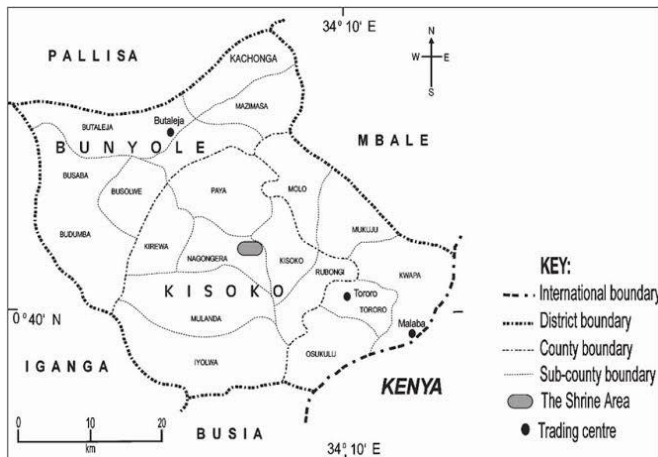 34° 10' E
PALLISA
KACHONGA
N
W E
S
MAZIMASA
Butaleja
BUTALEJA
BUNYOLE
MBALE
BUSABA
BUSOLWE
PAYA
MOLO
MUKUJU
BUDUMBA
KIREWA
NAGONGERA
KISOKO
RUBONGI
KWAPA
KISOKO
Tororo
TORORO
0° 40' N
MULANDA
Malaba
IGANGA
IYOLWA
OSUKULU
KENYA
0 10 20
km
BUSIA
34° 10' E
KEY:
International boundary
District boundary
County boundary
Sub-county boundary
The Shrine Area
Trading centre